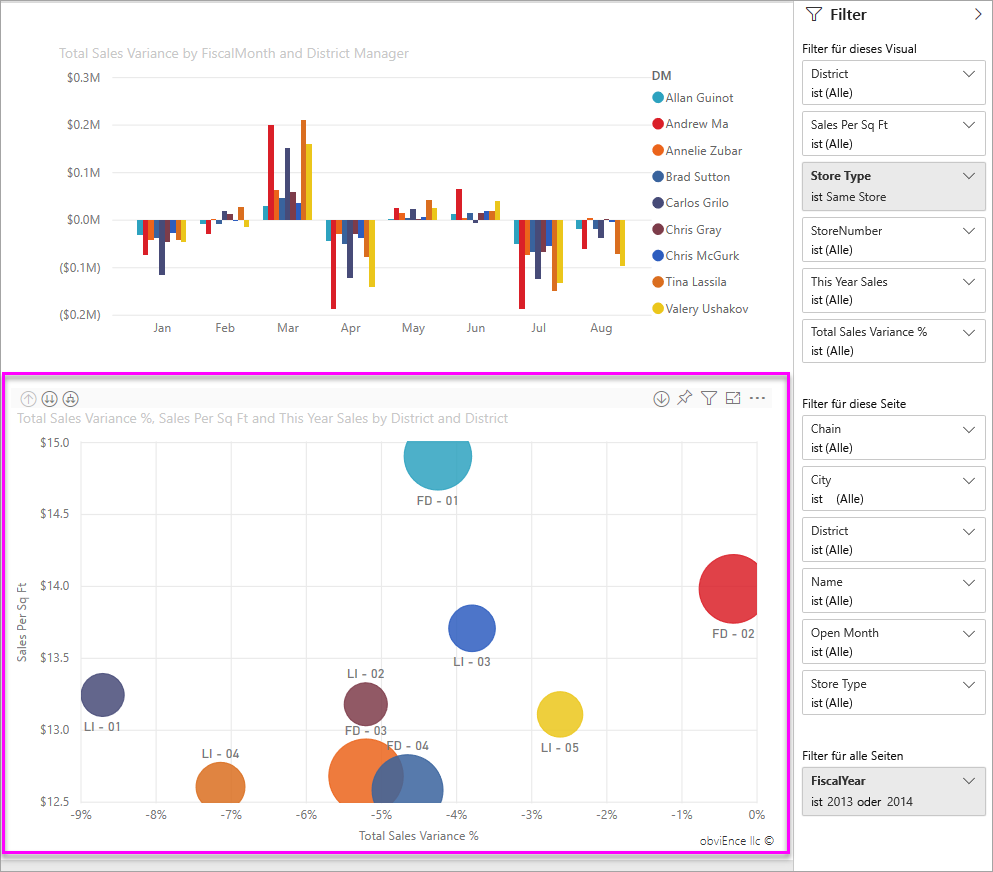 Total Sales Variance by FiscalMonth and District Manager
$0.3M
$0.2M
$0.1M
$0.0M
($0.1M)
($0.2M)
Jan Feb Mar Apr May Jun Jul Aug
DM
Allan Guinot
Andrew Ma
Annelie Zubar
Brad Sutton
Carlos Grilo
Chris Gray
Chris McGurk
Tina Lassila
Valery Ushakov
Total Sales Variance %, Sales Per Sq Ft and This Year Sales by District and District
Sales Per Sq Ft
$15.0
$14.5
$14.0
$13.5
$13.0
$12.5
FD - 01
FD - 02
LI - 03
LI - 02
LI - 01
FD - 03
FD - 04
LI - 05
LI - 04
-9% -8% -7% -6% -5% -4% -3% -2% -1% 0%
Total Sales Variance %
obviEnce llc ©
Filter
Filter für dieses Visual
District
ist (Alle)
Sales Per Sq Ft
ist (Alle)
Store Type
ist Same Store
StoreNumber
ist (Alle)
This Year Sales
ist (Alle)
Total Sales Variance %
ist (Alle)
Filter für diese Seite
Chain
ist (Alle)
City
ist (Alle)
District
ist (Alle)
Name
ist (Alle)
Open Month
ist (Alle)
Store Type
ist (Alle)
Filter für alle Seiten
FiscalYear
ist 2013 oder 2014